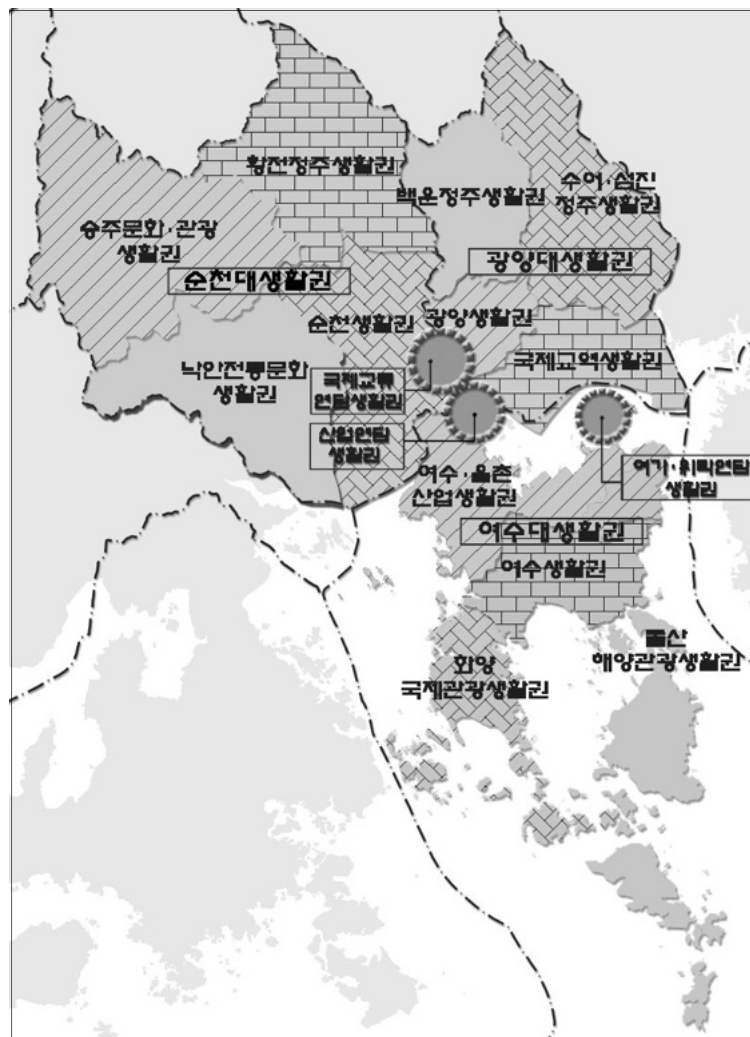 황전정주생활권
백운정주생활권
수어·섬진
정주생활권
승주문화·관광
생활권
순천대생활권
광양대생활권
순천생활권
광양생활권
낙안전통문화
생활권
국제교역생활권
국제교류
연담생활권
산업연담
생활권
여가·위락연담
생활권
여수·율촌
산업생활권
여수대생활권
여수생활권
돌산
해양관광생활권
화양
국제관광생활권